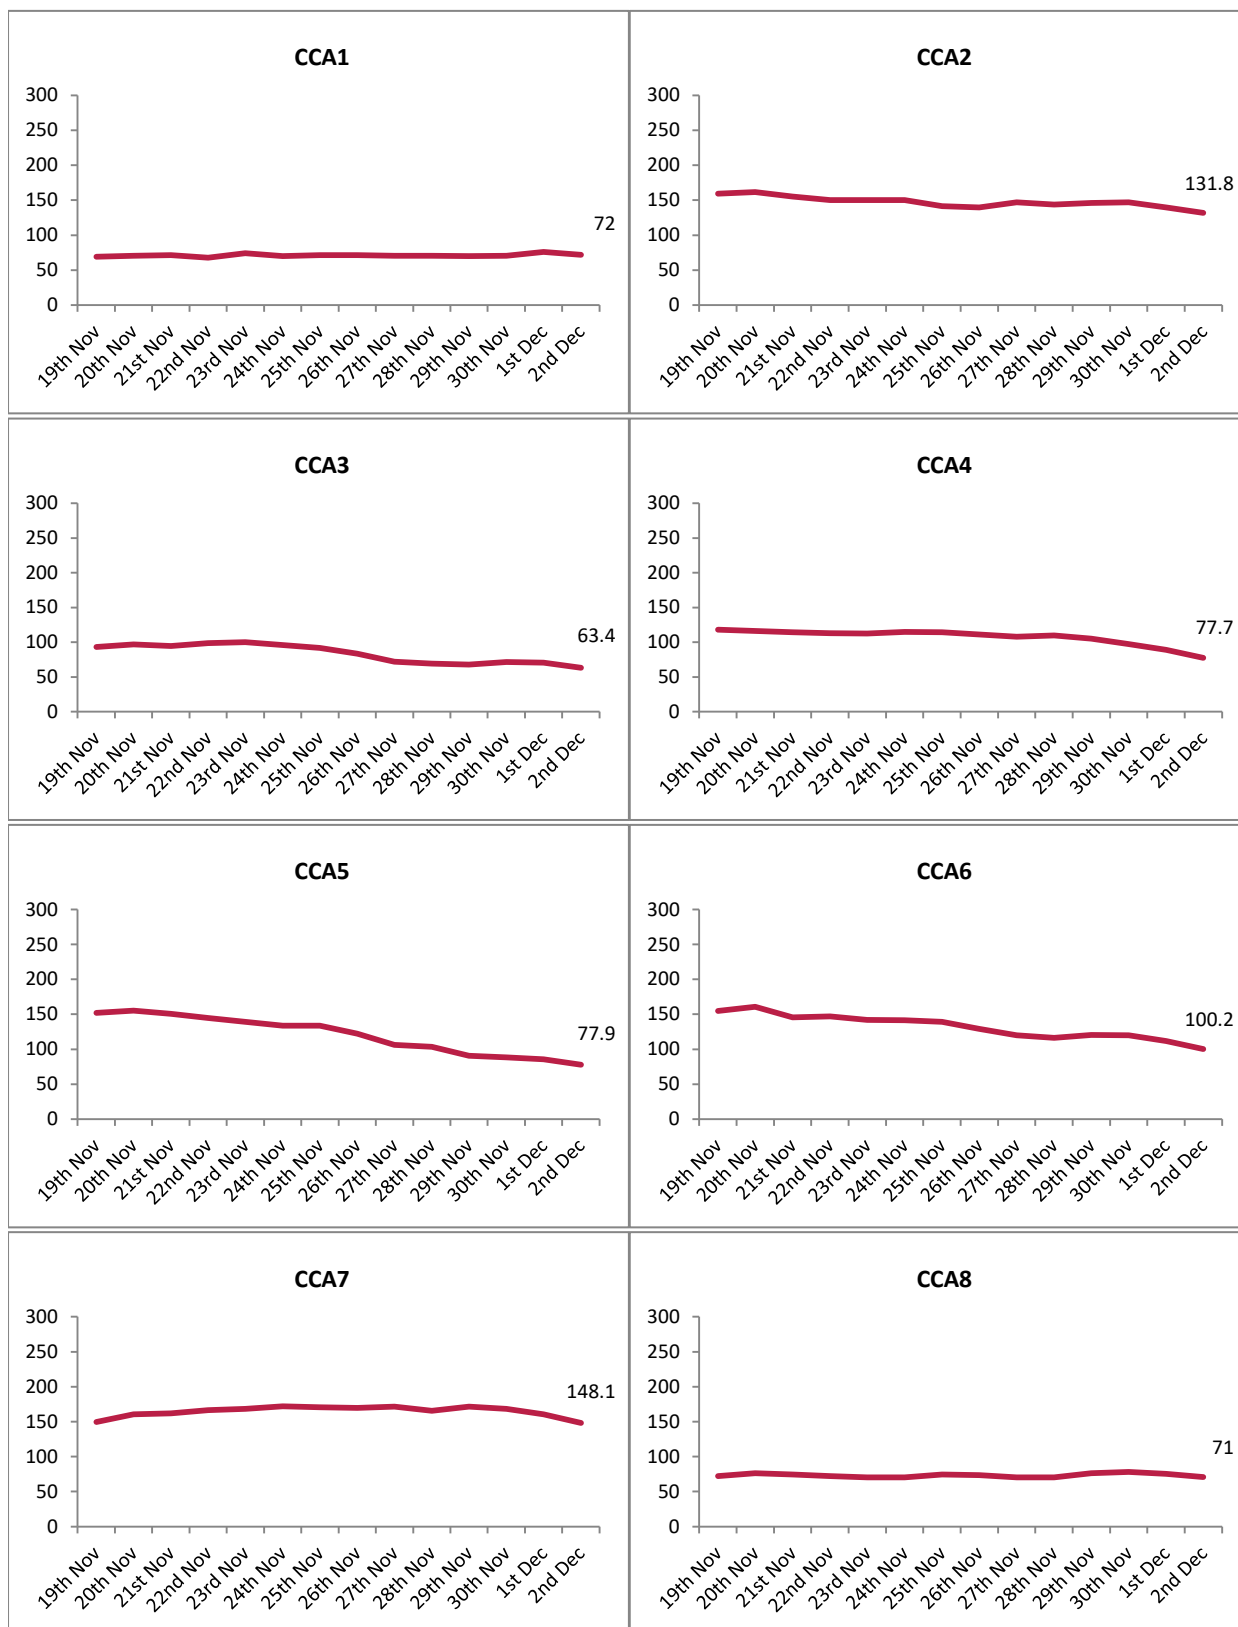 CCA1
300
250
200
150
100
50
0
72
19th Nov
20th Nov
21st Nov
22nd Nov
23rd Nov
24th Nov
25th Nov
26th Nov
27th Nov
28th Nov
29th Nov
30th Nov
1st Dec
2nd Dec
CCA2
300
250
200
150
100
50
0
131.8
19th Nov
20th Nov
21st Nov
22nd Nov
23rd Nov
24th Nov
25th Nov
26th Nov
27th Nov
28th Nov
29th Nov
30th Nov
1st Dec
2nd Dec
CCA3
300
250
200
150
100
50
0
63.4
19th Nov
20th Nov
21st Nov
22nd Nov
23rd Nov
24th Nov
25th Nov
26th Nov
27th Nov
28th Nov
29th Nov
30th Nov
1st Dec
2nd Dec
CCA4
300
250
200
150
100
50
0
77.7
19th Nov
20th Nov
21st Nov
22nd Nov
23rd Nov
24th Nov
25th Nov
26th Nov
27th Nov
28th Nov
29th Nov
30th Nov
1st Dec
2nd Dec
CCA5
300
250
200
150
100
50
0
77.9
19th Nov
20th Nov
21st Nov
22nd Nov
23rd Nov
24th Nov
25th Nov
26th Nov
27th Nov
28th Nov
29th Nov
30th Nov
1st Dec
2nd Dec
CCA6
300
250
200
150
100
50
0
100.2
19th Nov
20th Nov
21st Nov
22nd Nov
23rd Nov
24th Nov
25th Nov
26th Nov
27th Nov
28th Nov
29th Nov
30th Nov
1st Dec
2nd Dec
CCA7
300
250
200
150
100
50
0
148.1
19th Nov
20th Nov
21st Nov
22nd Nov
23rd Nov
24th Nov
25th Nov
26th Nov
27th Nov
28th Nov
29th Nov
30th Nov
1st Dec
2nd Dec
CCA8
300
250
200
150
100
50
0
71
19th Nov
20th Nov
21st Nov
22nd Nov
23rd Nov
24th Nov
25th Nov
26th Nov
27th Nov
28th Nov
29th Nov
30th Nov
1st Dec
2nd Dec